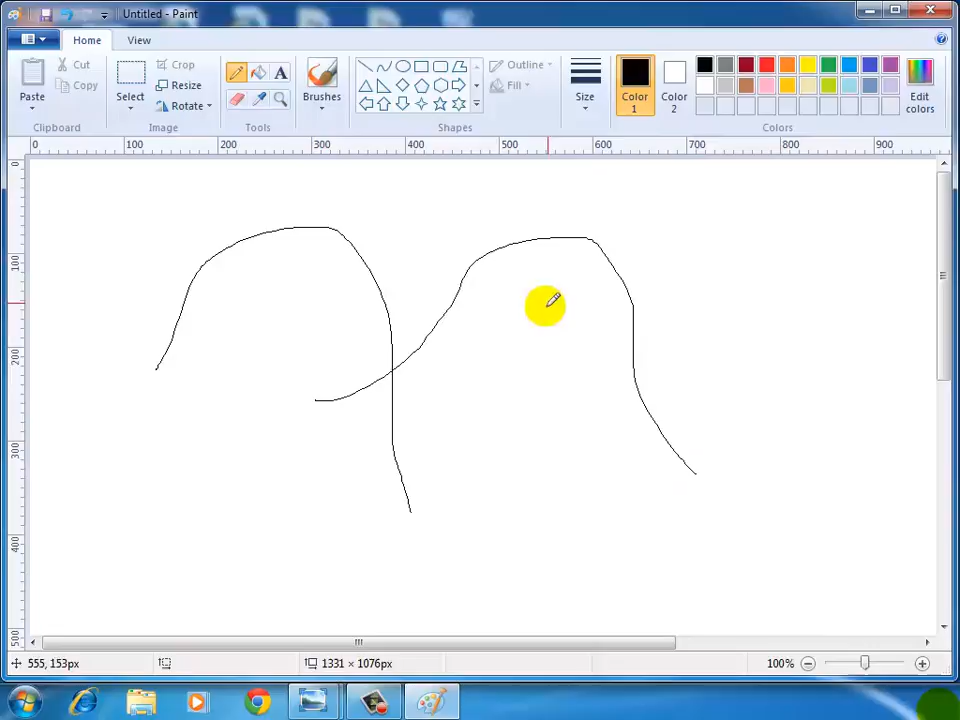 Untitled - Paint
Home View
Paste Cut Copy
Select Crop Resize Rotate
A
Brushes
Outline Fill
Size
Color 1
Color 2
Edit colors
Clipboard Image Tools Shapes Colors
0 100 200 300 400 500 600 700 800 900
0
100
200
300
400
500
555, 153px 1331 × 1076px 100%